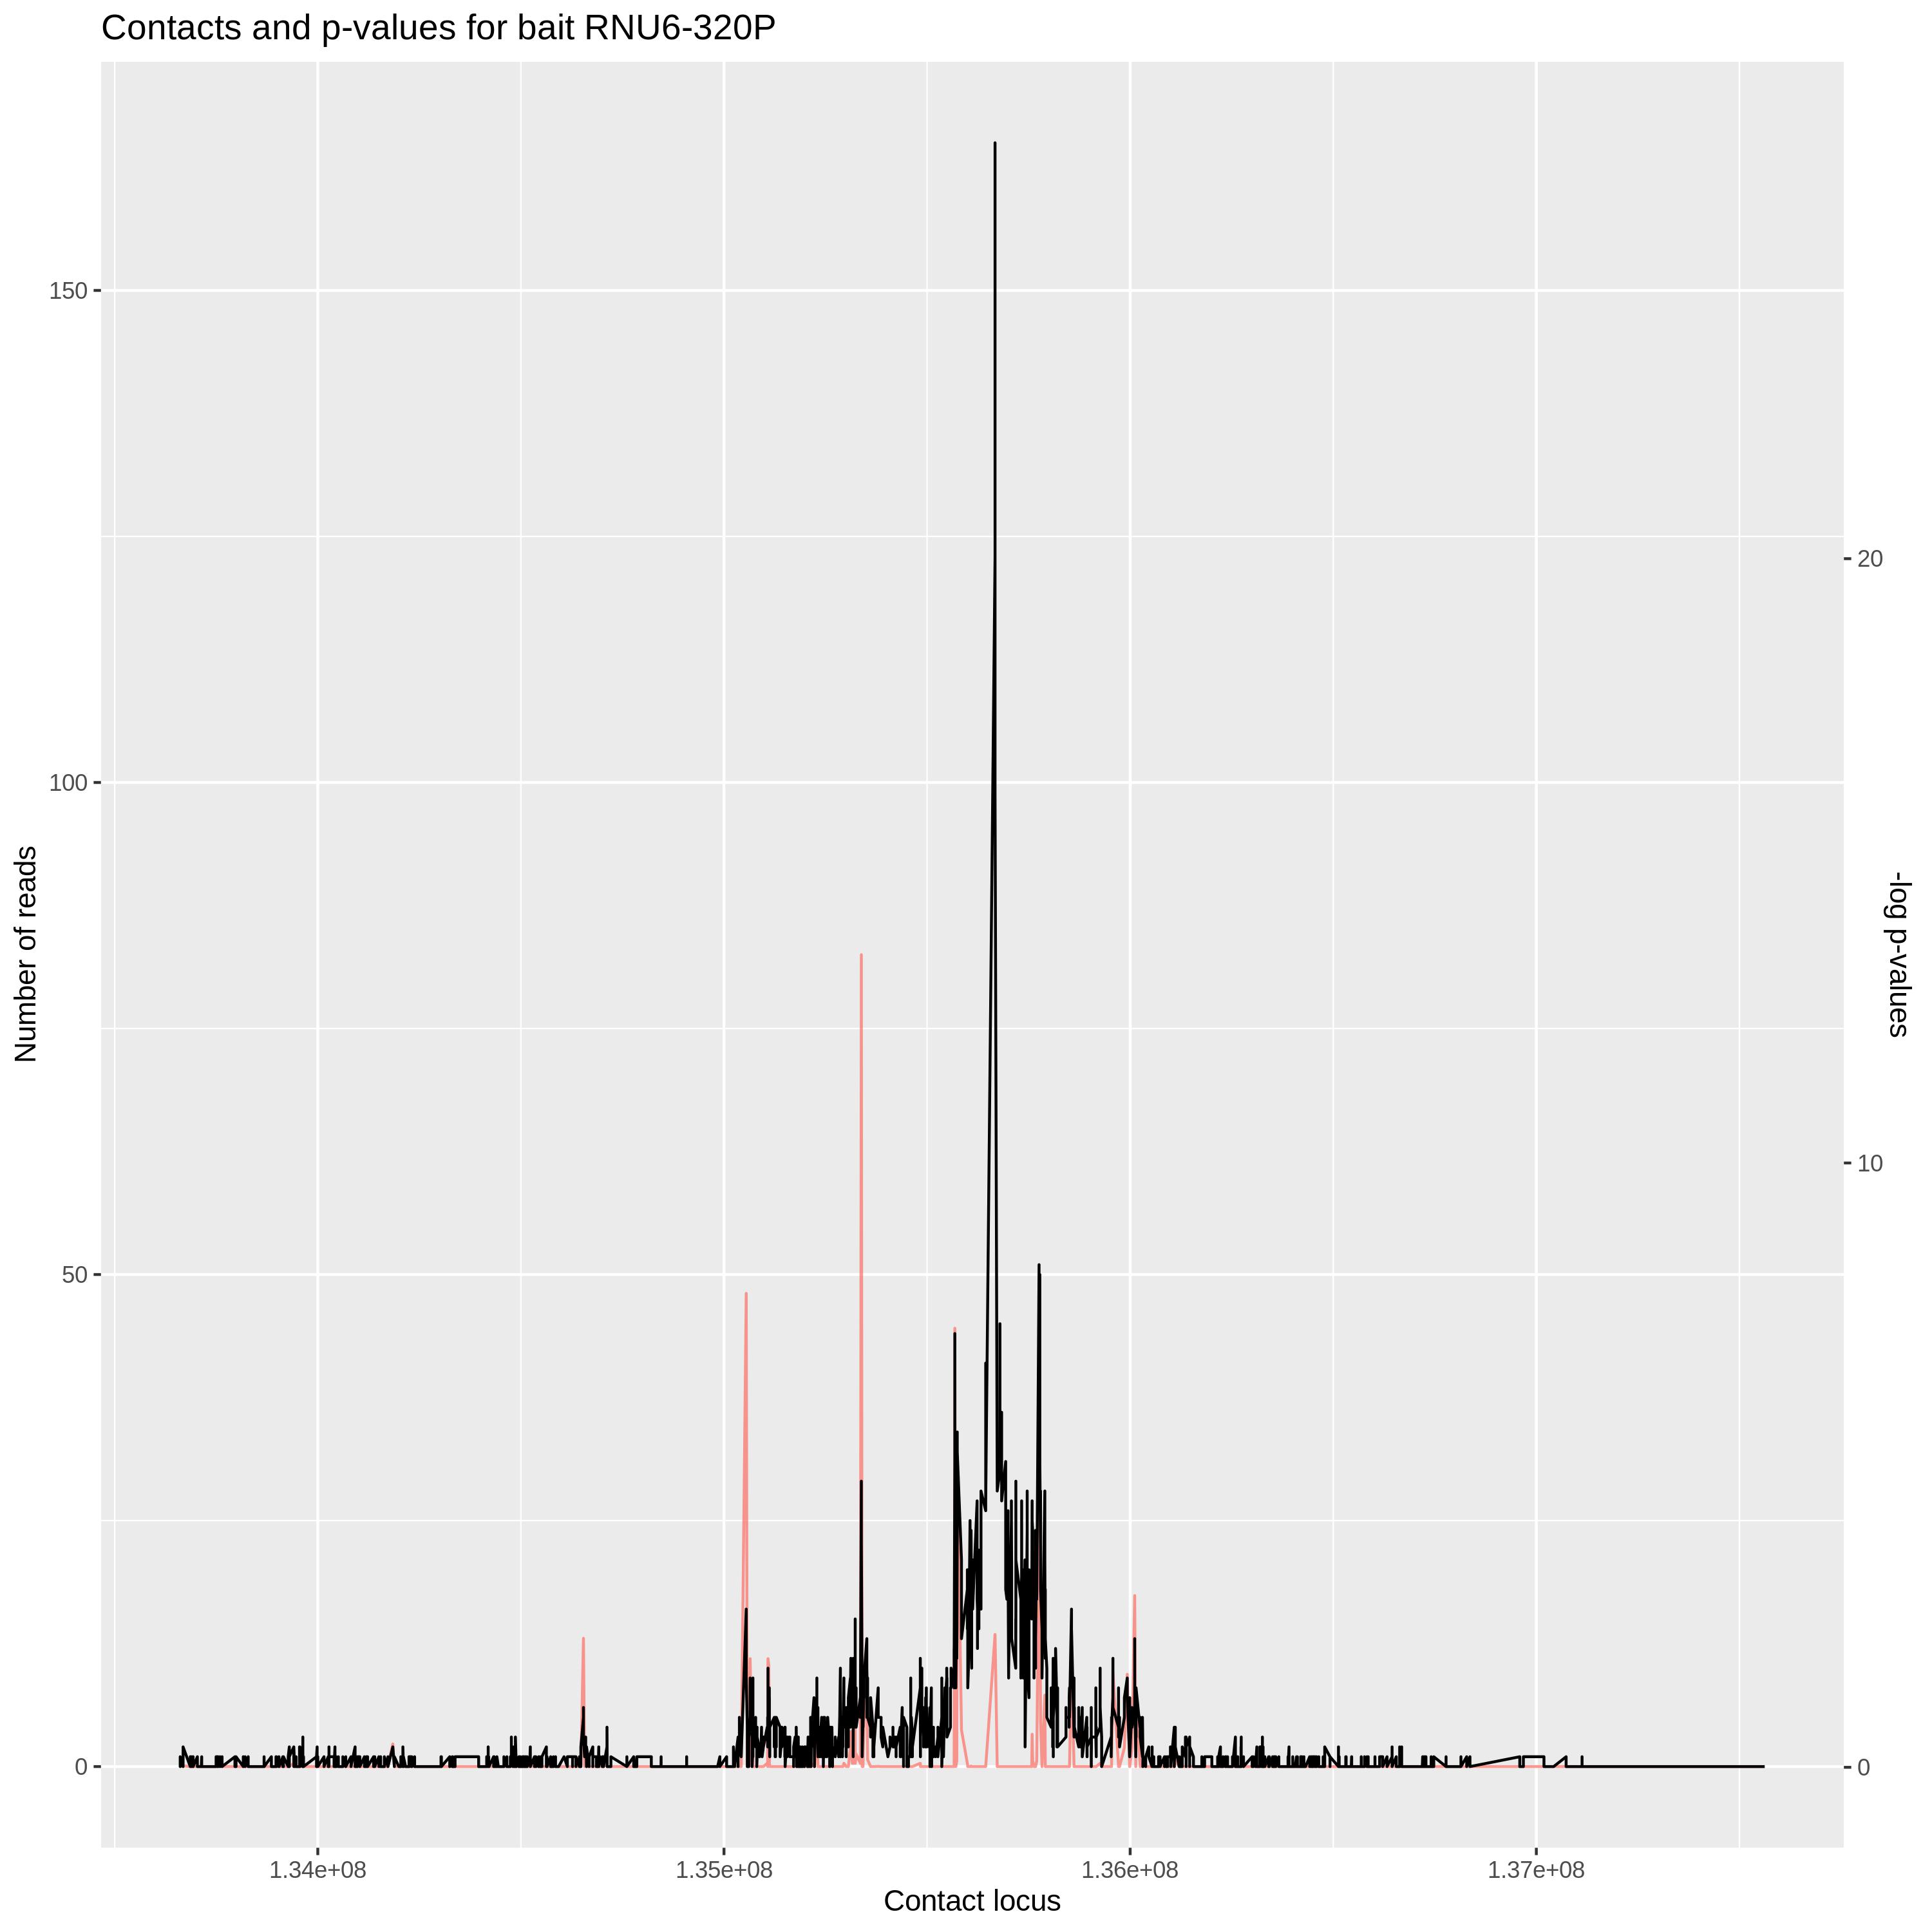 Contacts and p-values for bait RNU6-320P
150
100
50
0
20
10
0
Number of reads
-log p-values
1.34e+08
1.35e+08
1.36e+08
1.37e+08
Contact locus